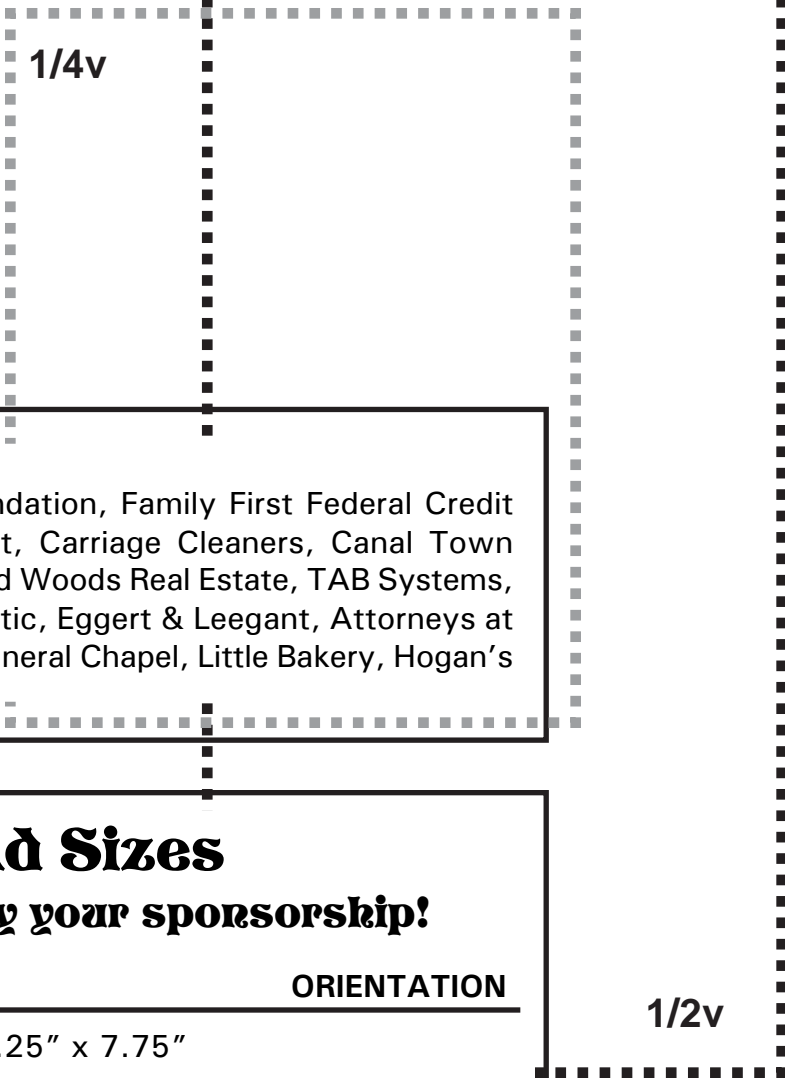 1/4v
ndation, Family First Federal Credit
t, Carriage Cleaners, Canal Town
d Woods Real Estate, TAB Systems,
tic, Eggert & Leegant, Attorneys at
neral Chapel, Little Bakery, Hogan's
d Sizes
y your sponsorship!
ORIENTATION
1/2v
.25" x 7.75"